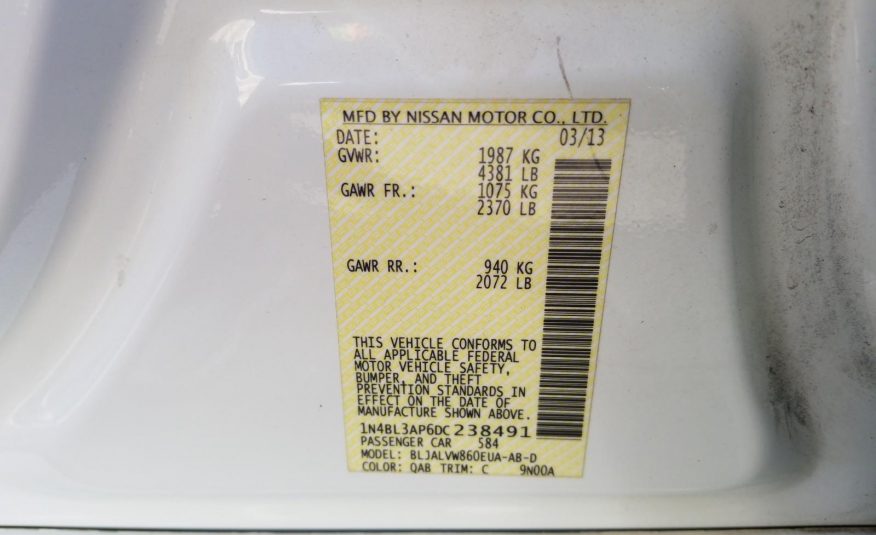 MFD BY NISSAN MOTOR CO., LTD.
DATE: 03/13
GVWR: 1987 KG
4381 LB
GAWR FR.: 1075 KG
2370 LB
GAWR RR.: 940 KG
2072 LB
THIS VEHICLE CONFORMS TO
ALL APPLICABLE FEDERAL
MOTOR VEHICLE SAFETY,
BUMPER, AND THEFT
PREVENTION STANDARDS IN
EFFECT ON THE DATE OF
MANUFACTURE SHOWN ABOVE.
1N4BL3AP6DC238491
PASSENGER CAR 584
MODEL: BLJALVW860EUA-AB-D
COLOR: QAB TRIM: C 9N00A